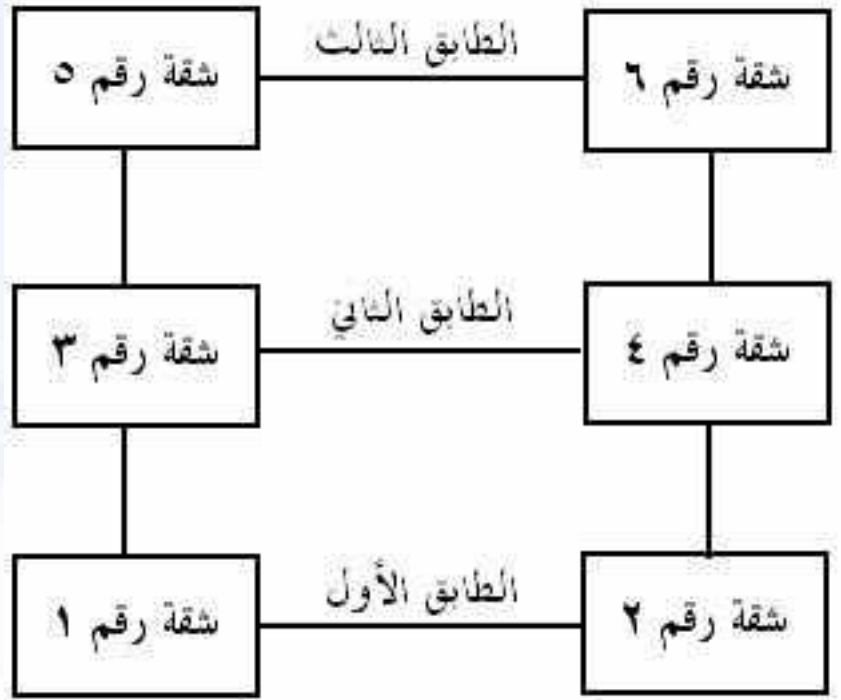 الطابق الثالث
شقة رقم ٦
شقة رقم ٥
الطابق الثاني
شقة رقم ٤
شقة رقم ٣
الطابق الأول
شقة رقم ٢
شقة رقم ١